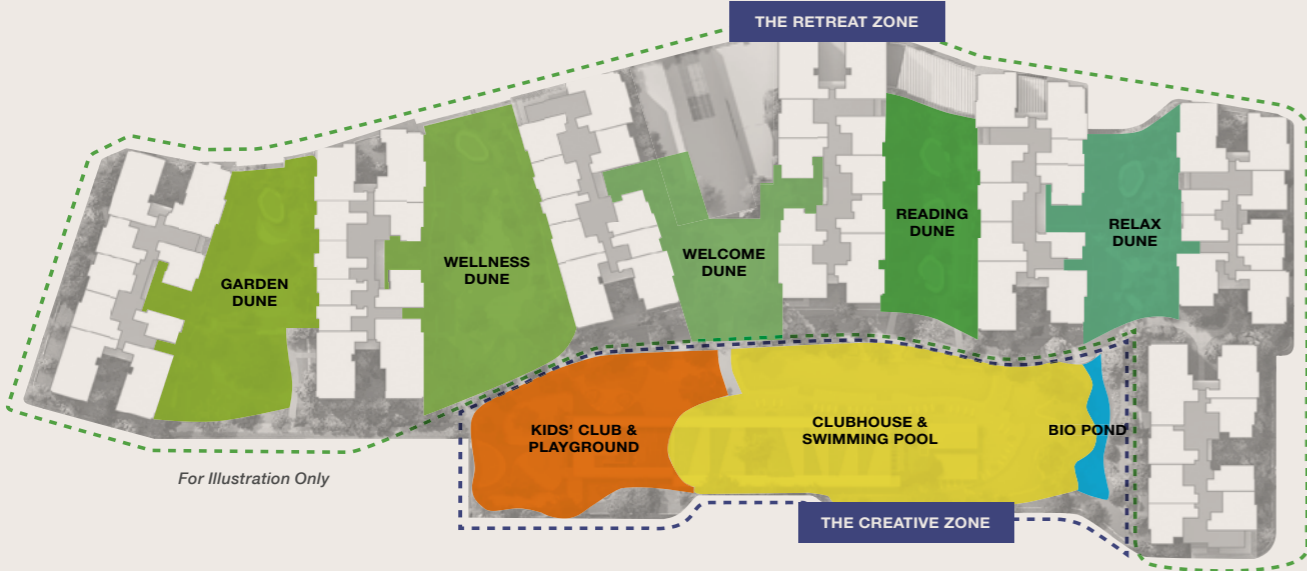 THE RETREAT ZONE
GARDEN
DUNE
WELLNESS
DUNE
WELCOME
DUNE
READING
DUNE
RELAX
DUNE
KIDS' CLUB &
PLAYGROUND
CLUBHOUSE &
SWIMMING POOL
BIO POND
For Illustration Only
THE CREATIVE ZONE